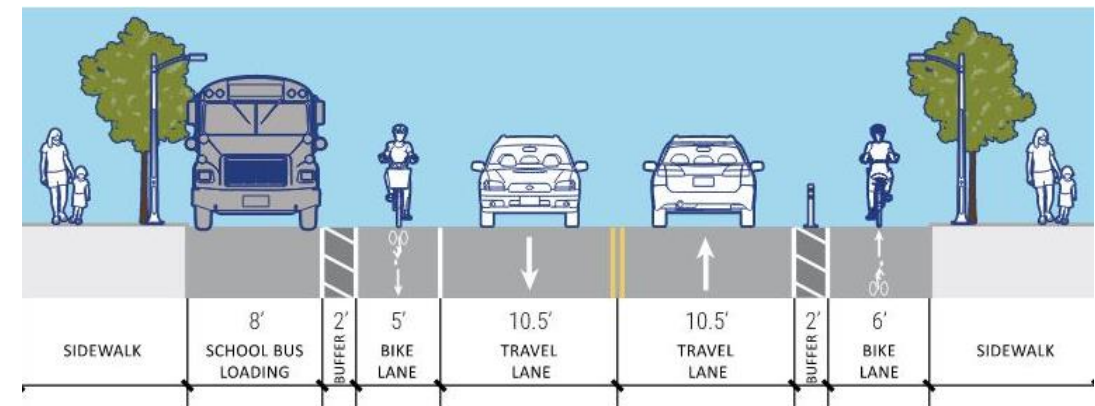 8' 2' 5' 10.5' 10.5' 2' 6'
SIDEWALK
SCHOOL BUS
LOADING
BUFFER
BIKE
LANE
TRAVEL
LANE
TRAVEL
LANE
BUFFER
BIKE
LANE
SIDEWALK